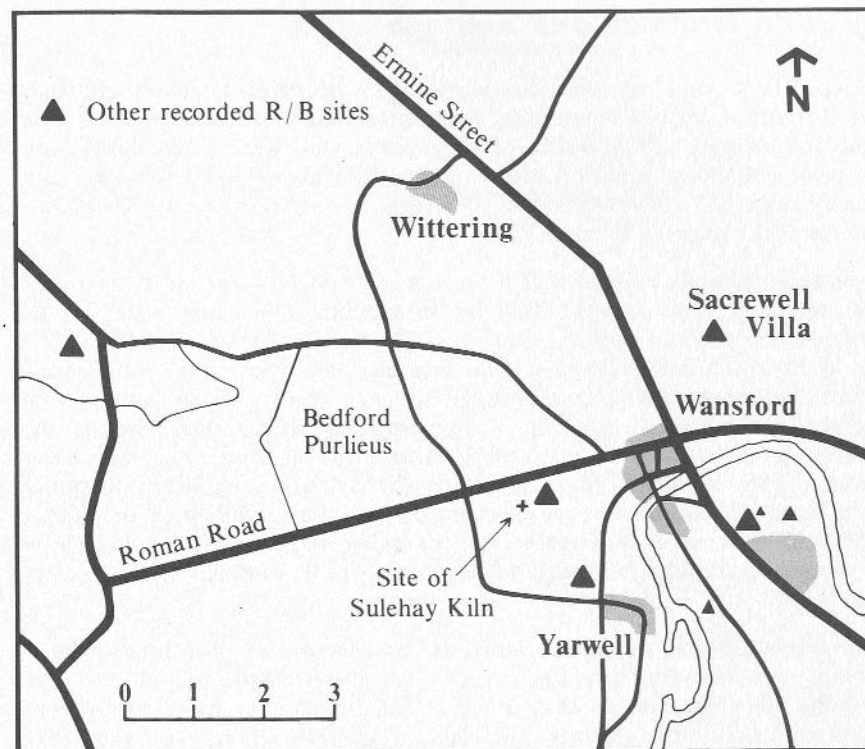 Ermine Street
N
Other recorded R/B sites
Wittering
Sacrewell
Villa
Wansford
Bedford
Purlieus
Roman Road
Site of
Sulehay Kiln
Yarwell
0 1 2 3